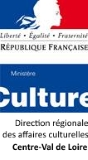 Liberté • Égalité • Fraternité
RÉPUBLIQUE FRANÇAISE
Ministère
Culture
Direction régionale
des affaires culturelles
Centre-Val de Loire